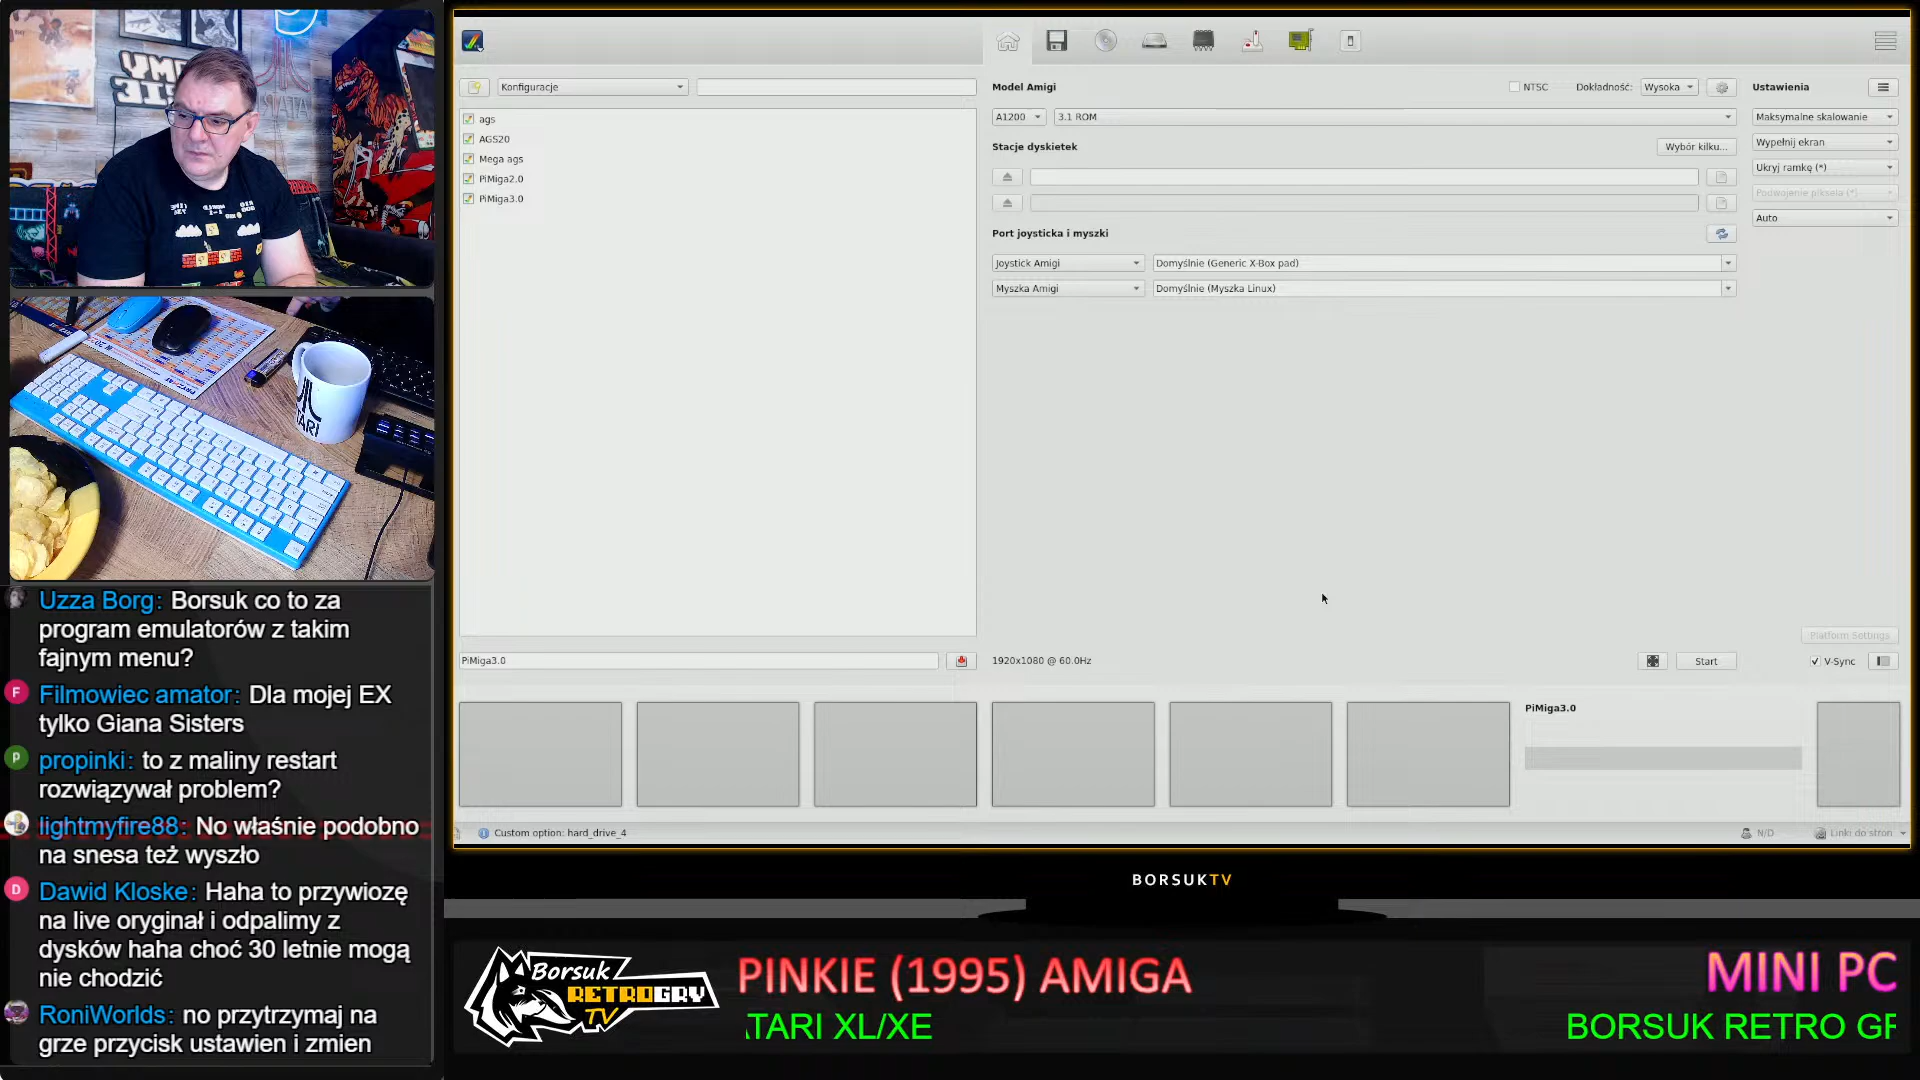 Konfiguracje
ags
AGS20
Mega ags
PiMiga2.0
PiMiga3.0
PiMiga3.0
Model Amigi
NTSC
Dokładność:
Wysoka
A1200
3.1 ROM
Stacje dyskietek
Wybór kilku...
Port joysticka i myszki
Joystick Amigi
Domyślnie (Generic X-Box pad)
Myszka Amigi
Domyślnie (Myszka Linux)
Ustawienia
Maksymalne skalowanie
Wypełnij ekran
Ukryj ramkę (*)
Podwojenie piksela (*)
Auto
Platform Settings
1920x1080 @ 60.0Hz
Start
V-Sync
PiMiga3.0
Custom option: hard_drive_4
N/D
Linki do stron
BORSUKTV
Uzza Borg: Borsuk co to za
program emulatorów z takim
fajnym menu?
F
Filmowiec amator: Dla mojej EX
tylko Giana Sisters
P
propinki: to z maliny restart
rozwiązywał problem?
lightmyfire88: No właśnie podobno
na snesa też wyszło
D
Dawid Kloske: Haha to przywiozę
na live oryginał i odpalimy z
dysków haha choć 30 letnie mogą
nie chodzić
RoniWorlds: no przytrzymaj na
grze przycisk ustawien i zmien
Borsuk
RETROGRY
TV
PINKIE (1995) AMIGA
TARI XL/XE
MINI PC
BORSUK RETRO GR